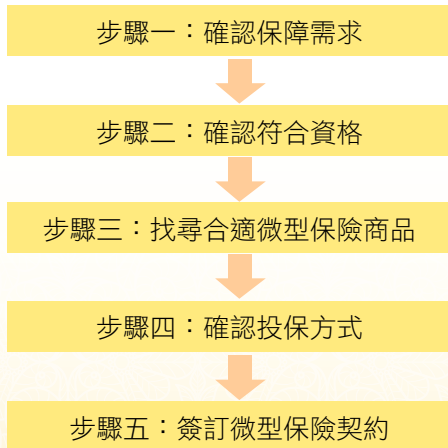 步驟一：確認保障需求
步驟二：確認符合資格
步驟三：找尋合適微型保險商品
步驟四：確認投保方式
步驟五：簽訂微型保險契約